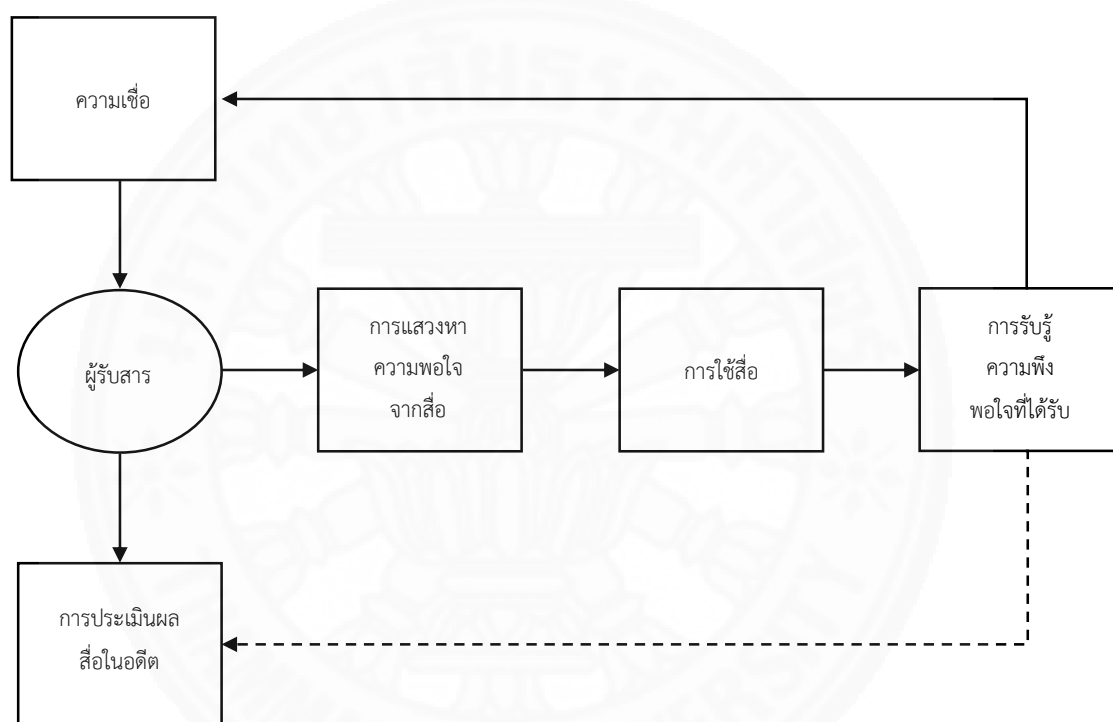 ความเชื่อ
ผู้รับสาร
การแสวงหา
ความพอใจ
จากสื่อ
การใช้สื่อ
การรับรู้
ความพึง
พอใจที่ได้รับ
การประเมินผล
สื่อในอดีต